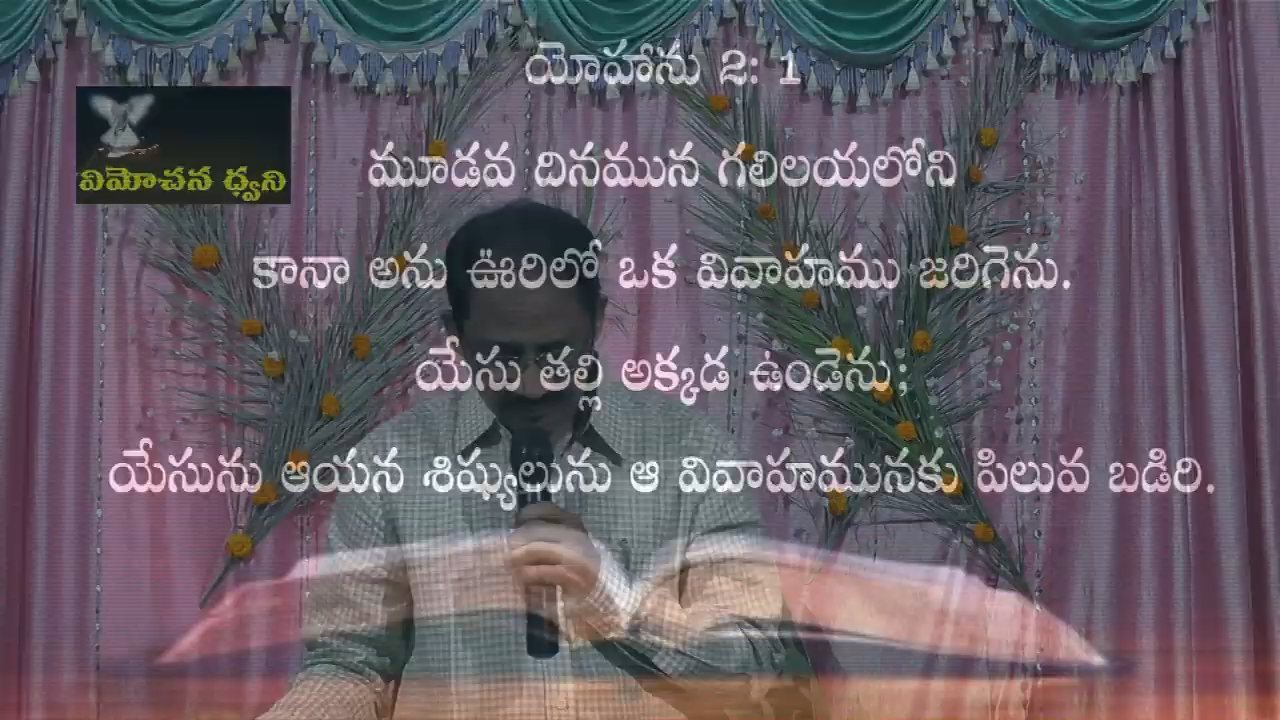 యోహాను 2: 1
విమోచన ధ్వని
మూడవ దినమున గలిలయలోని
కానా అను ఊరిలో ఒక వివాహము జరిగెను.
యేసు తల్లి అక్కడ ఉండెను;
యేసును ఆయన శిష్యులును ఆ వివాహమునకు పిలువ బడిరి.